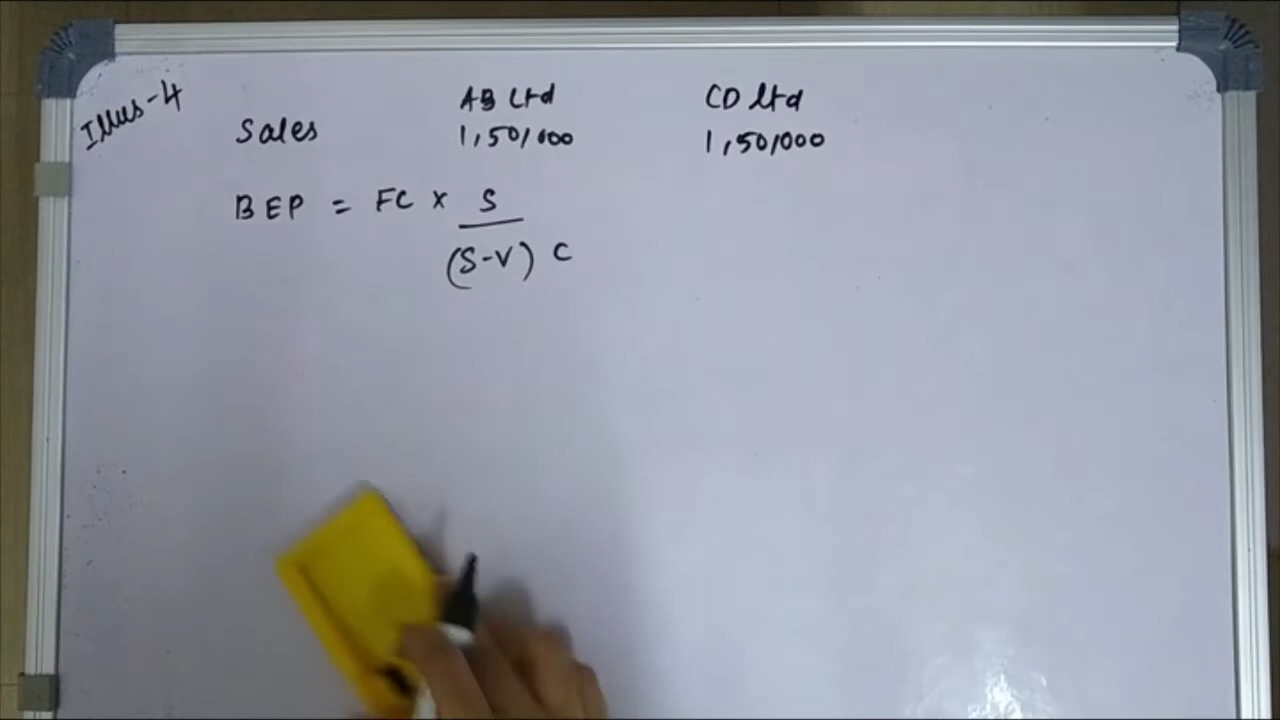 Illus-4
AB Ltd CD Ltd
Sales 1,50,000 1,50,000
BEP = FC x S
(S-V) C